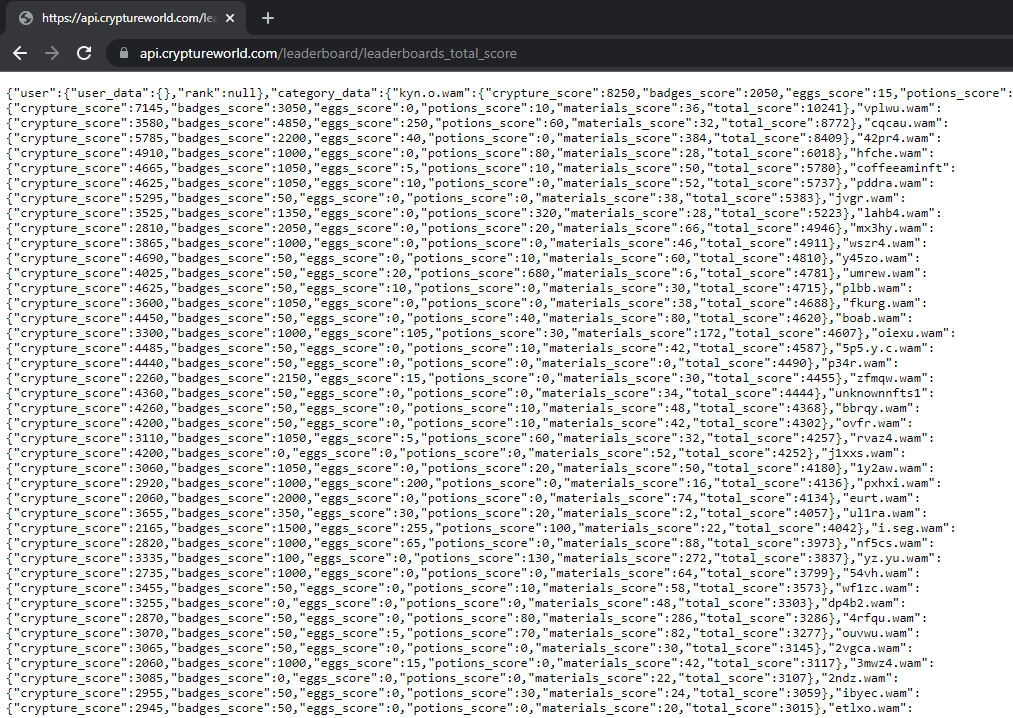 https://api.cryptureworld.com/lea
api.cryptureworld.com/leaderboard/leaderboards_total_score
{"user":{"user_data":{},"rank":null},"category_data":{"kyn.o.wam":{"crypture_score":8250,"badges_score":2050,"eggs_score":15,"potions_score":
{"crypture_score":7145,"badges_score":3050,"eggs_score":0,"potions_score":10,"materials_score":36,"total_score":10241},"vplwu.wam":
{"crypture_score":3580,"badges_score":4850,"eggs_score":250,"potions_score":60,"materials_score":32,"total_score":8772},"cqcau.wam":
{"crypture_score":5785,"badges_score":2200,"eggs_score":40,"potions_score":0,"materials_score":384,"total_score":8409},"42pr4.wam":
{"crypture_score":4910,"badges_score":1000,"eggs_score":0,"potions_score":80,"materials_score":28,"total_score":6018},"hfche.wam":
{"crypture_score":4665,"badges_score":1050,"eggs_score":5,"potions_score":10,"materials_score":50,"total_score":5780},"coffeeaminft":
{"crypture_score":4625,"badges_score":1050,"eggs_score":10,"potions_score":0,"materials_score":52,"total_score":5737},"pddra.wam":
{"crypture_score":5295,"badges_score":50,"eggs_score":0,"potions_score":0,"materials_score":38,"total_score":5383},"jvgr.wam":
{"crypture_score":3525,"badges_score":1350,"eggs_score":0,"potions_score":320,"materials_score":28,"total_score":5223},"lahb4.wam":
{"crypture_score":2810,"badges_score":2050,"eggs_score":0,"potions_score":20,"materials_score":66,"total_score":4946},"mx3hy.wam":
{"crypture_score":3865,"badges_score":1000,"eggs_score":0,"potions_score":0,"materials_score":46,"total_score":4911},"wszr4.wam":
{"crypture_score":4690,"badges_score":50,"eggs_score":0,"potions_score":10,"materials_score":60,"total_score":4810},"y45zo.wam":
{"crypture_score":4025,"badges_score":50,"eggs_score":20,"potions_score":680,"materials_score":6,"total_score":4781},"umrew.wam":
{"crypture_score":4625,"badges_score":50,"eggs_score":10,"potions_score":0,"materials_score":30,"total_score":4715},"plbb.wam":
{"crypture_score":3600,"badges_score":1050,"eggs_score":0,"potions_score":0,"materials_score":38,"total_score":4688},"fkurg.wam":
{"crypture_score":4450,"badges_score":50,"eggs_score":0,"potions_score":40,"materials_score":80,"total_score":4620},"boab.wam":
{"crypture_score":3300,"badges_score":1000,"eggs_score":105,"potions_score":30,"materials_score":172,"total_score":4607},"oiexu.wam":
{"crypture_score":4485,"badges_score":50,"eggs_score":0,"potions_score":10,"materials_score":42,"total_score":4587},"5p5.y.c.wam":
{"crypture_score":4440,"badges_score":50,"eggs_score":0,"potions_score":0,"materials_score":0,"total_score":4490},"p34r.wam":
{"crypture_score":2260,"badges_score":2150,"eggs_score":15,"potions_score":0,"materials_score":30,"total_score":4455},"zfmqw.wam":
{"crypture_score":4360,"badges_score":50,"eggs_score":0,"potions_score":0,"materials_score":34,"total_score":4444},"unknownnfts1":
{"crypture_score":4260,"badges_score":50,"eggs_score":0,"potions_score":10,"materials_score":48,"total_score":4368},"bbrqy.wam":
{"crypture_score":4200,"badges_score":50,"eggs_score":0,"potions_score":10,"materials_score":42,"total_score":4302},"ovfr.wam":
{"crypture_score":3110,"badges_score":1050,"eggs_score":5,"potions_score":60,"materials_score":32,"total_score":4257},"rvaz4.wam":
{"crypture_score":4200,"badges_score":0,"eggs_score":0,"potions_score":0,"materials_score":52,"total_score":4252},"j1xxs.wam":
{"crypture_score":3060,"badges_score":1050,"eggs_score":0,"potions_score":20,"materials_score":50,"total_score":4180},"1y2aw.wam":
{"crypture_score":2920,"badges_score":1000,"eggs_score":200,"potions_score":0,"materials_score":16,"total_score":4136},"pxhxi.wam":
{"crypture_score":2060,"badges_score":2000,"eggs_score":0,"potions_score":0,"materials_score":74,"total_score":4134},"eurt.wam":
{"crypture_score":3655,"badges_score":350,"eggs_score":30,"potions_score":20,"materials_score":2,"total_score":4057},"ul1ra.wam":
{"crypture_score":2165,"badges_score":1500,"eggs_score":255,"potions_score":100,"materials_score":22,"total_score":4042},"i.seg.wam":
{"crypture_score":2820,"badges_score":1000,"eggs_score":65,"potions_score":0,"materials_score":88,"total_score":3973},"nf5cs.wam":
{"crypture_score":3335,"badges_score":100,"eggs_score":0,"potions_score":130,"materials_score":272,"total_score":3837},"yz.yu.wam":
{"crypture_score":2735,"badges_score":1000,"eggs_score":0,"potions_score":0,"materials_score":64,"total_score":3799},"54vh.wam":
{"crypture_score":3455,"badges_score":50,"eggs_score":0,"potions_score":10,"materials_score":58,"total_score":3573},"wf1zc.wam":
{"crypture_score":3255,"badges_score":0,"eggs_score":0,"potions_score":0,"materials_score":48,"total_score":3303},"dp4b2.wam":
{"crypture_score":2870,"badges_score":50,"eggs_score":0,"potions_score":80,"materials_score":286,"total_score":3286},"4rfqu.wam":
{"crypture_score":3070,"badges_score":50,"eggs_score":5,"potions_score":70,"materials_score":82,"total_score":3277},"ouvwu.wam":
{"crypture_score":3065,"badges_score":50,"eggs_score":0,"potions_score":0,"materials_score":30,"total_score":3145},"2vgca.wam":
{"crypture_score":2060,"badges_score":1000,"eggs_score":15,"potions_score":0,"materials_score":42,"total_score":3117},"3mwz4.wam":
{"crypture_score":3085,"badges_score":0,"eggs_score":0,"potions_score":0,"materials_score":22,"total_score":3107},"2ndz.wam":
{"crypture_score":2955,"badges_score":50,"eggs_score":0,"potions_score":30,"materials_score":24,"total_score":3059},"ibyec.wam":
{"crypture_score":2945,"badges_score":50,"eggs_score":0,"potions_score":0,"materials_score":20,"total_score":3015},"etlxo.wam":